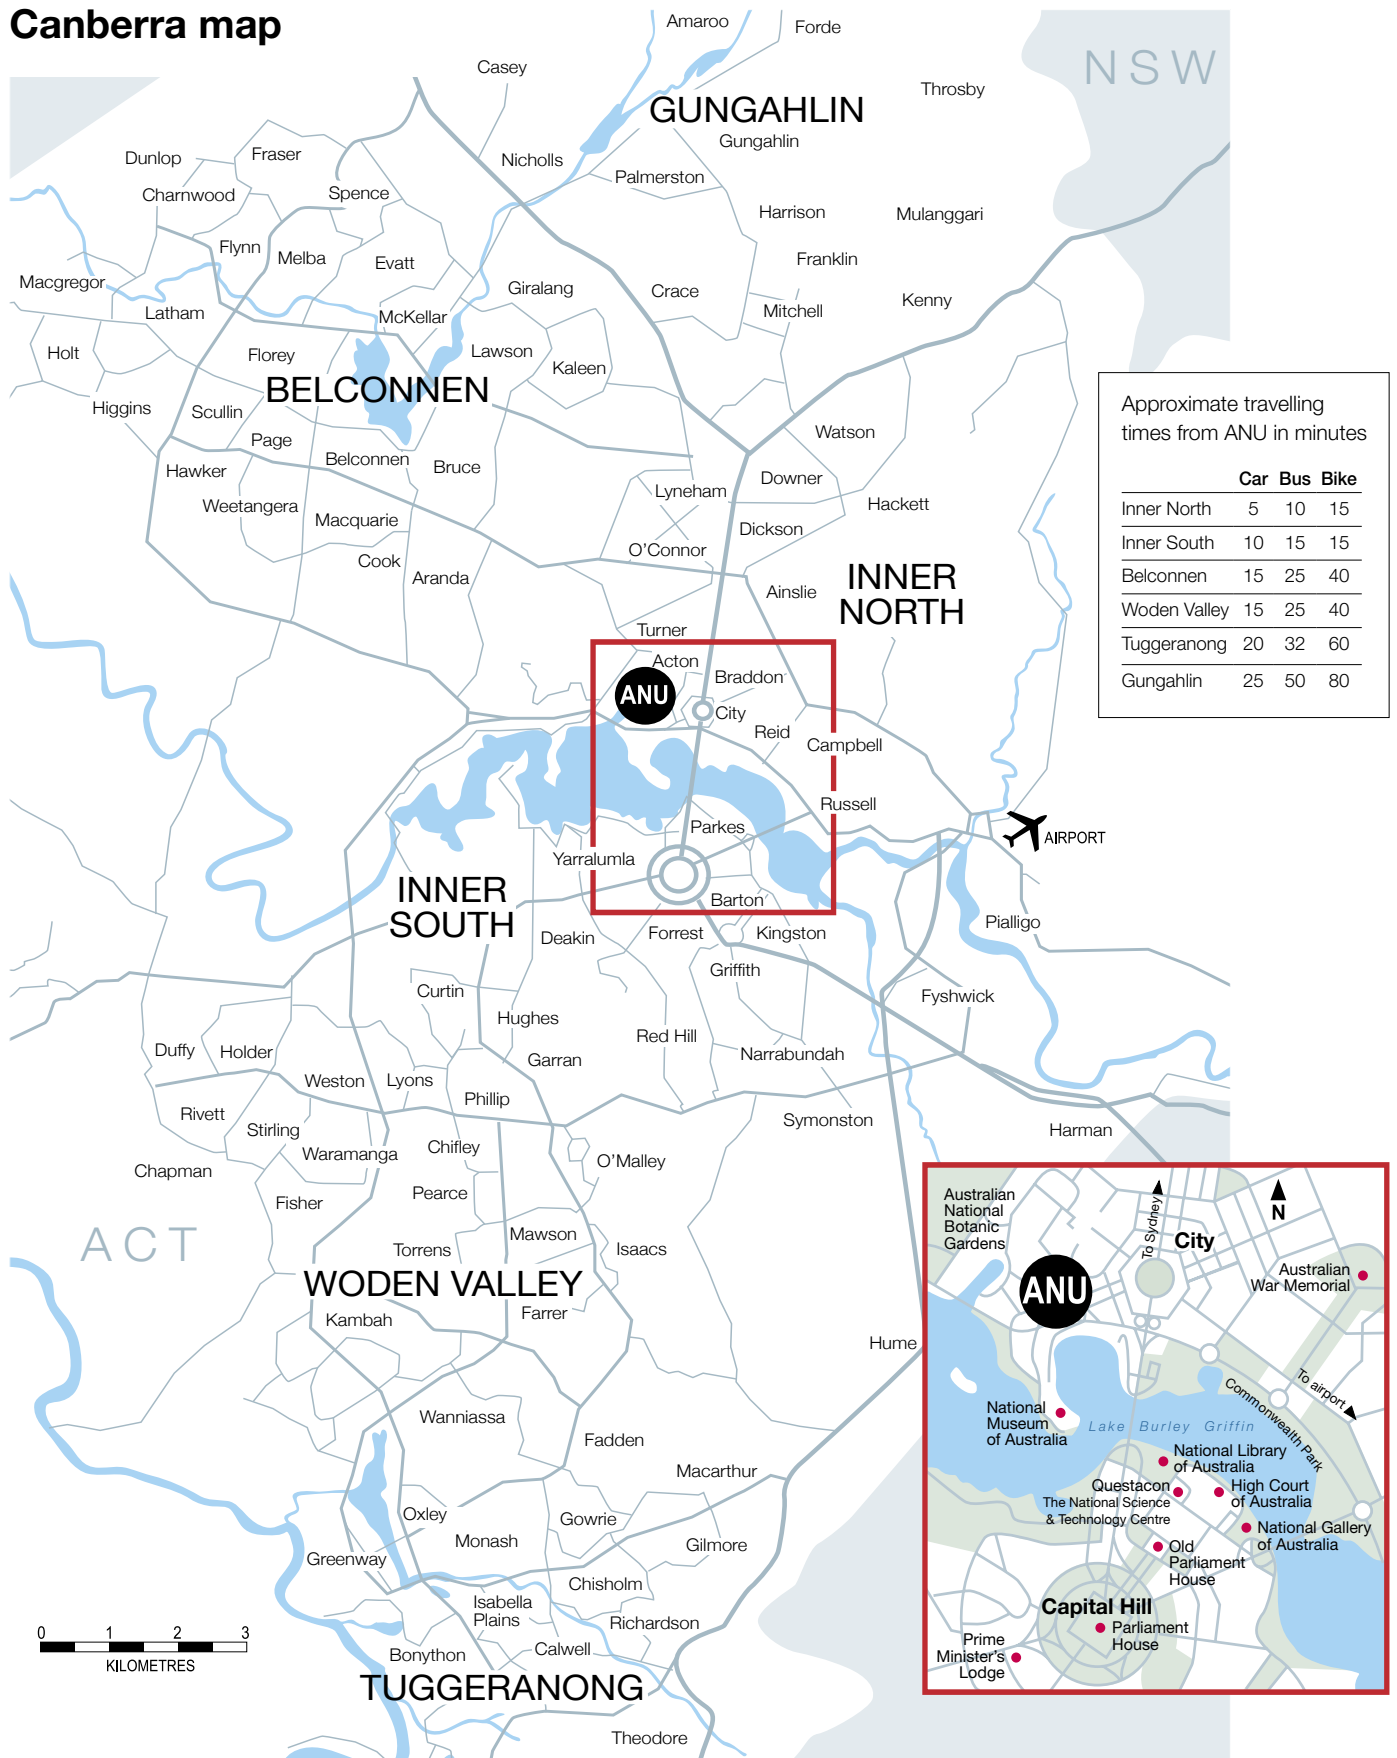 Canberra map
Amaroo
Forde
Casey
NSW
Throsby
GUNGAHLIN
Gungahlin
Dunlop
Fraser
Nicholls
Palmerston
Charnwood
Spence
Harrison
Mulanggari
Flynn
Melba
Evatt
Franklin
Macgregor
Giralang
Crace
Kenny
Latham
McKellar
Mitchell
Holt
Florey
Lawson
Kaleen
BELCONNEN
Higgins
Scullin
Page
Watson
Belconnen
Bruce
Hawker
Downer
Lyneham
Weetangera
Hackett
Macquarie
Dickson
O'Connor
Cook
Aranda
Ainslie
INNER
NORTH
Turner
Acton
Braddon
ANU
City
Reid
Campbell
Russell
Parkes
AIRPORT
Yarralumla
INNER
SOUTH
Barton
Pialligo
Deakin
Forrest
Kingston
Griffith
Curtin
Fyshwick
Hughes
Red Hill
Duffy
Holder
Garran
Narrabundah
Weston
Lyons
Phillip
Rivett
Symonston
Stirling
Harman
Waramanga
Chifley
Chapman
O'Malley
Fisher
Pearce
ACT
Mawson
Torrens
Isaacs
WODEN VALLEY
Kambah
Farrer
Hume
Wanniassa
Fadden
Macarthur
Oxley
Gowrie
Monash
Gilmore
Greenway
Chisholm
Isabella
Plains
Richardson
Calwell
Bonython
TUGGERANONG
Theodore
0 1 2 3
KILOMETRES
Approximate travelling
times from ANU in minutes
Car Bus Bike
Inner North 5 10 15
Inner South 10 15 15
Belconnen 15 25 40
Woden Valley 15 25 40
Tuggeranong 20 32 60
Gungahlin 25 50 80
Australian
National
Botanic
Gardens
To Sydney
N
City
ANU
Australian
War Memorial
To airport
Commonwealth Park
National
Museum
of Australia
Lake Burley Griffin
National Library
of Australia
Questacon
The National Science
& Technology Centre
High Court
of Australia
National Gallery
of Australia
Old
Parliament
House
Capital Hill
Parliament
House
Prime
Minister's
Lodge